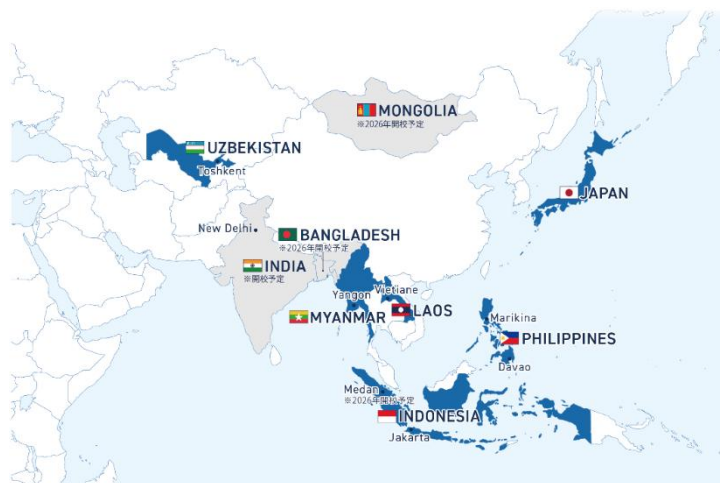 MONGOLIA
※2026年開校予定
UZBEKISTAN
Toshkent
JAPAN
New Delhi
BANGLADESH
※2026年開校予定
INDIA
※開校予定
Yangon
Vietiane
MYANMAR
LAOS
Marikina
PHILIPPINES
Davao
Medan
※2026年開校予定
INDONESIA
Jakarta